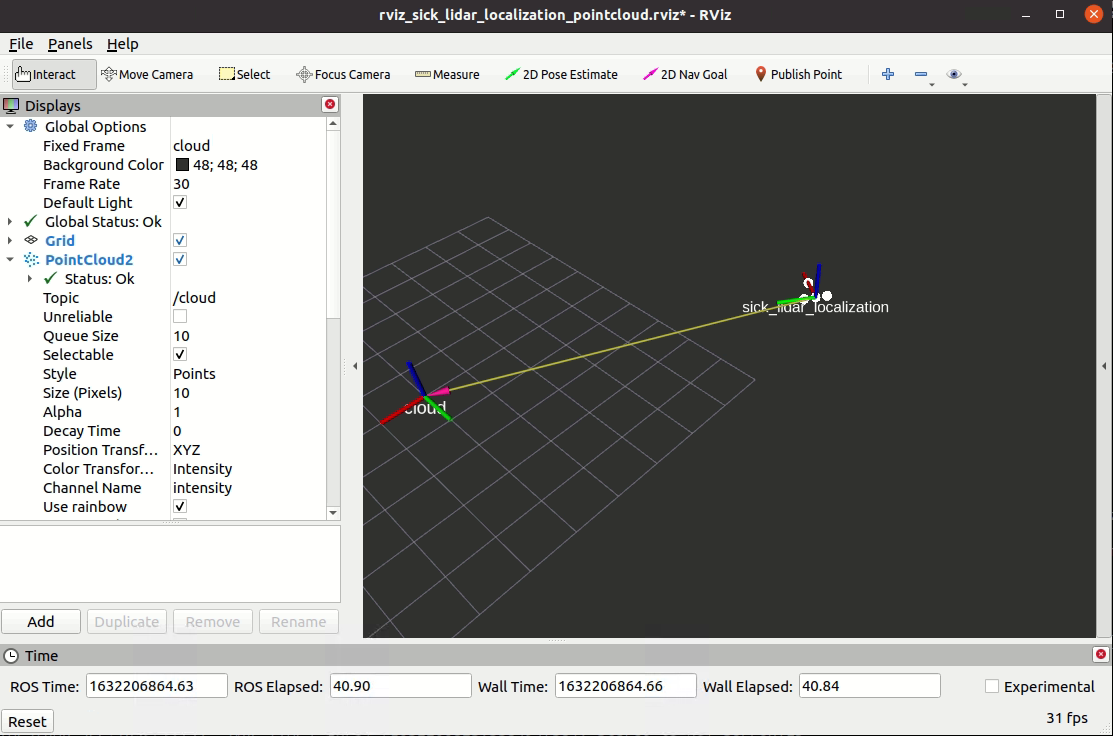 rviz_sick_lidar_localization_pointcloud.rviz* - RViz
File Panels Help
Interact Move Camera Select Focus Camera Measure 2D Pose Estimate 2D Nav Goal Publish Point
Displays
Global Options
Fixed Frame cloud
Background Color 48; 48; 48
Frame Rate 30
Default Light
Global Status: Ok
Grid
PointCloud2
Status: Ok
Topic /cloud
Unreliable
Queue Size 10
Selectable
Style Points
Size (Pixels) 10
Alpha 1
Decay Time 0
Position Transf... XYZ
Color Transfor... Intensity
Channel Name intensity
Use rainbow
sick_lidar_localization
cloud
Add Duplicate Remove Rename
Time
ROS Time: 1632206864.63 ROS Elapsed: 40.90 Wall Time: 1632206864.66 Wall Elapsed: 40.84 Experimental
Reset 31 fps